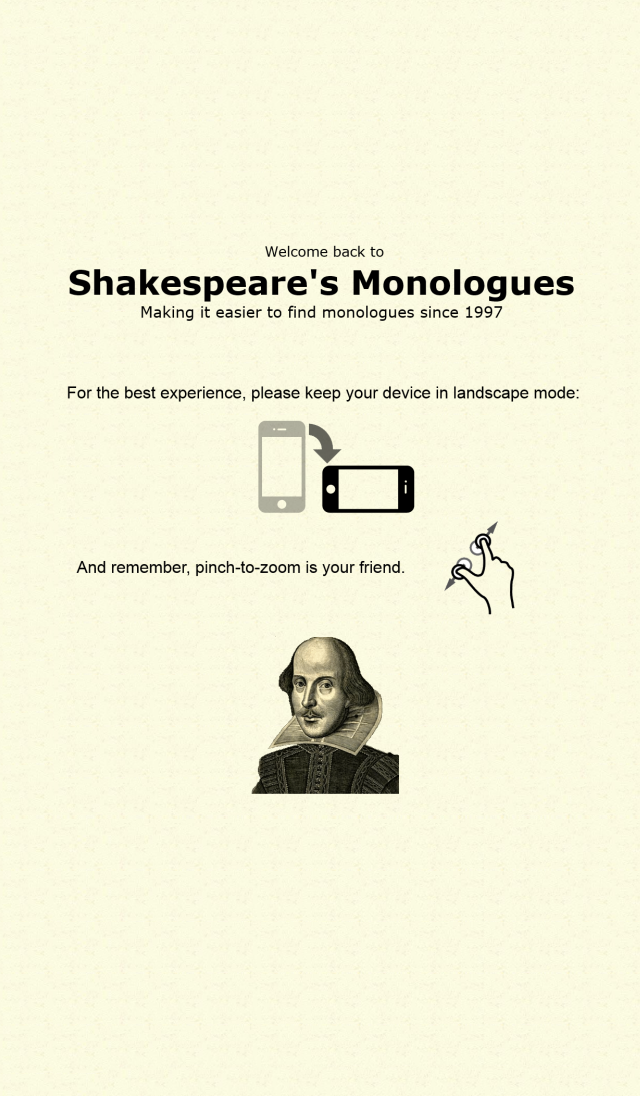 Welcome back to
Shakespeare's Monologues
Making it easier to find monologues since 1997
For the best experience, please keep your device in landscape mode:
And remember, pinch-to-zoom is your friend.